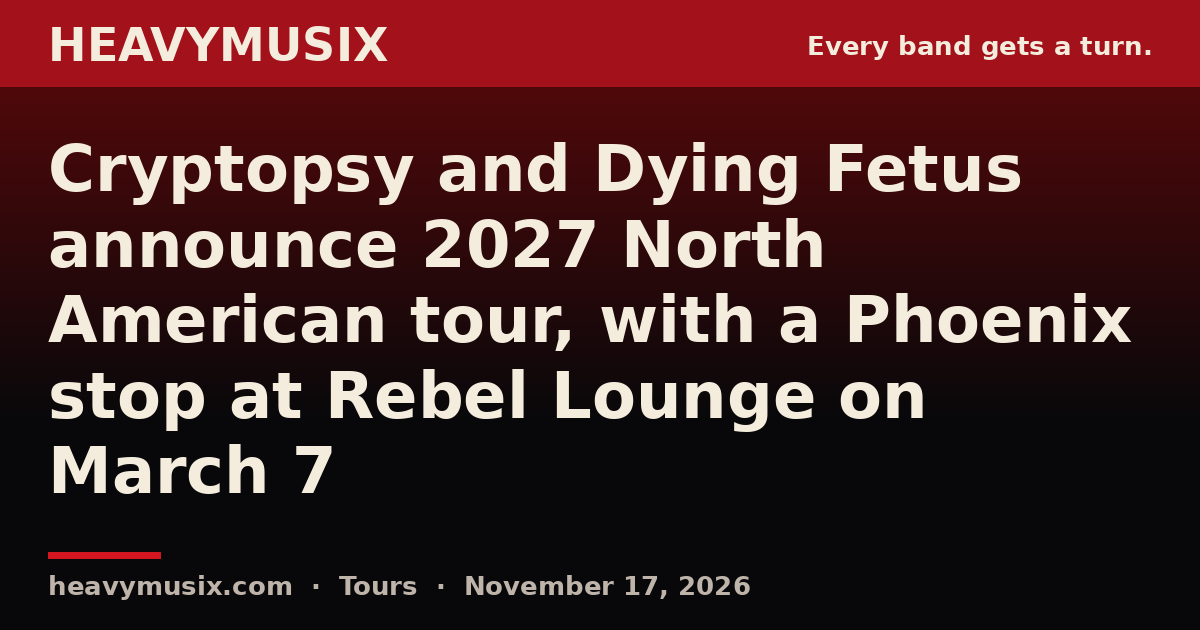 HEAVYMUSIX
Every band gets a turn.
Cryptopsy and Dying Fetus
announce 2027 North
American tour, with a Phoenix
stop at Rebel Lounge on
March 7
heavymusix.com · Tours · November 17, 2026